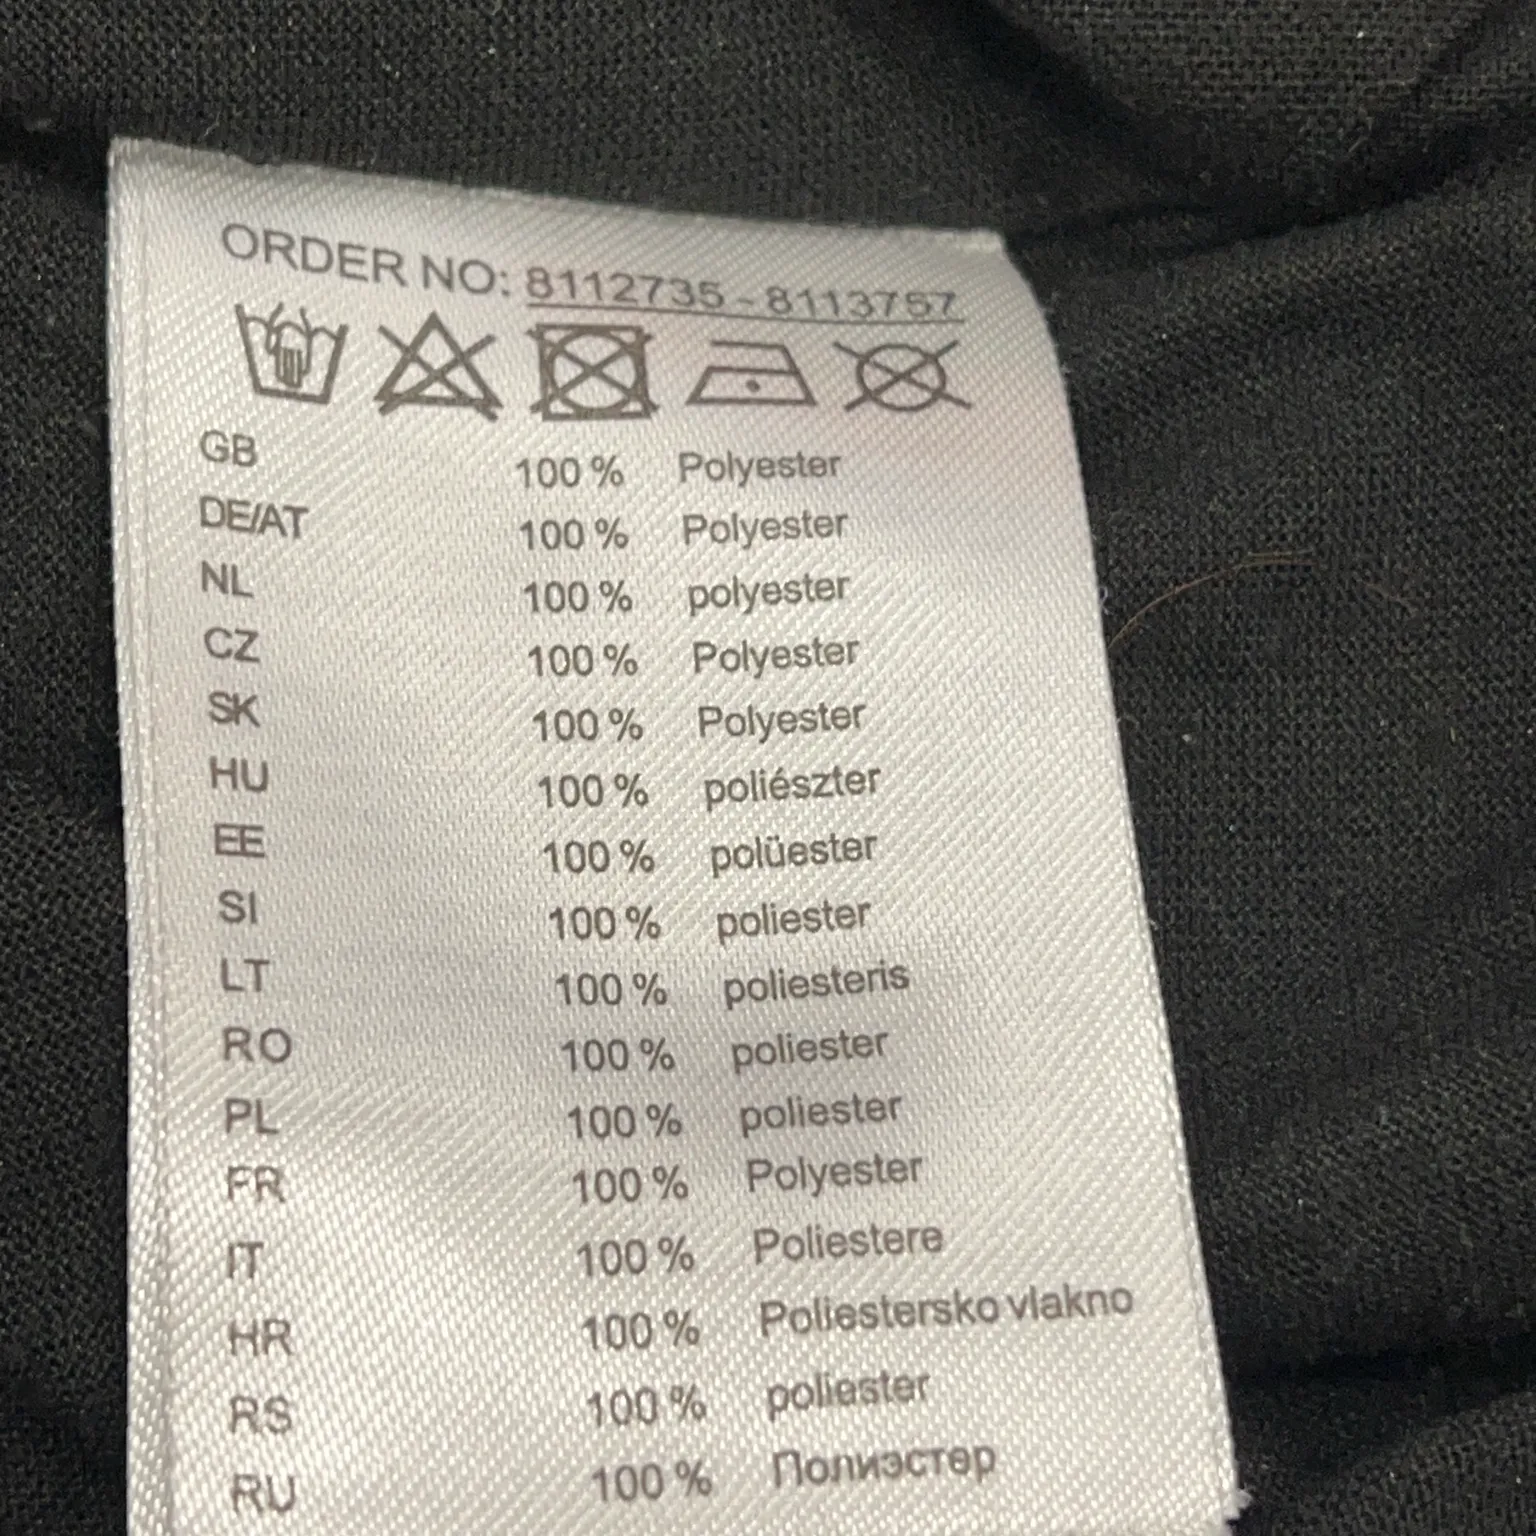 ORDER NO: 8112735 - 8113757
GB 100 % Polyester
DE/AT 100 % Polyester
NL 100 % polyester
CZ 100 % Polyester
SK 100 % Polyester
HU 100 % poliészter
EE 100 % polüester
SI 100 % poliester
LT 100 % poliesteris
RO 100 % poliester
PL 100 % poliester
FR 100 % Polyester
IT 100 % Poliestere
HR 100 % Poliestersko vlakno
RS 100 % poliester
RU 100 % Полиэстер